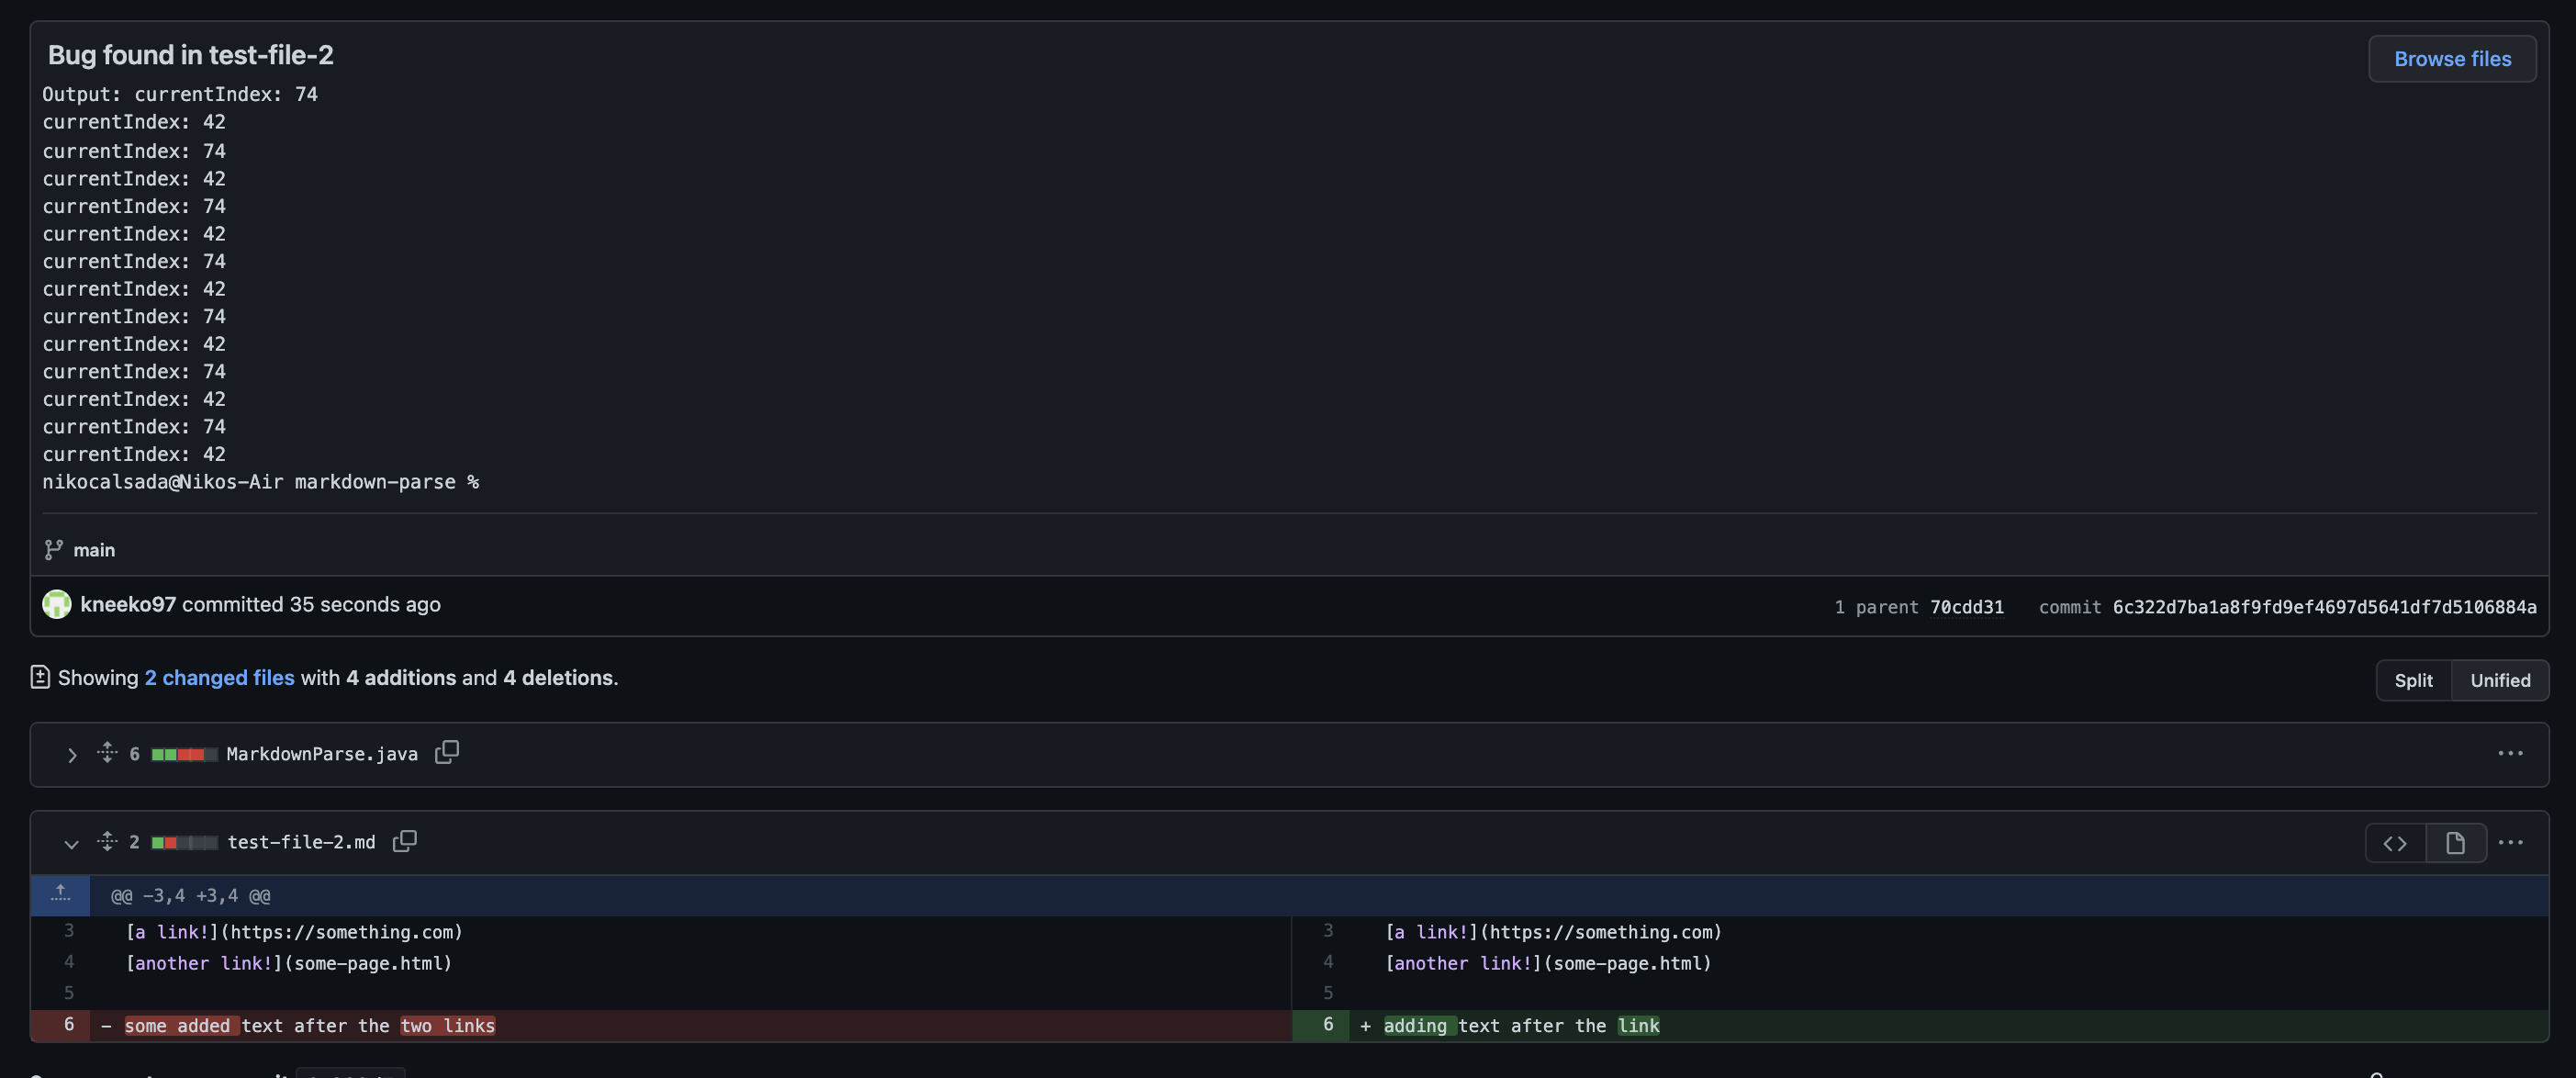 Bug found in test-file-2
Browse files
Output: currentIndex: 74
currentIndex: 42
currentIndex: 74
currentIndex: 42
currentIndex: 74
currentIndex: 42
currentIndex: 74
currentIndex: 42
currentIndex: 74
currentIndex: 42
currentIndex: 74
currentIndex: 42
currentIndex: 74
currentIndex: 42
nikocalsada@Nikos-Air markdown-parse %
main
kneeko97 committed 35 seconds ago
1 parent 70cdd31 commit 6c322d7ba1a8f9fd9ef4697d5641df7d5106884a
Showing 2 changed files with 4 additions and 4 deletions.
Split Unified
6 MarkdownParse.java
2 test-file-2.md
@@ -3,4 +3,4 @@
3 [a link!](https://something.com)
4 [another link!](some-page.html)
5
6 - some added text after the two links
3 [a link!](https://something.com)
4 [another link!](some-page.html)
5
6 + adding text after the link